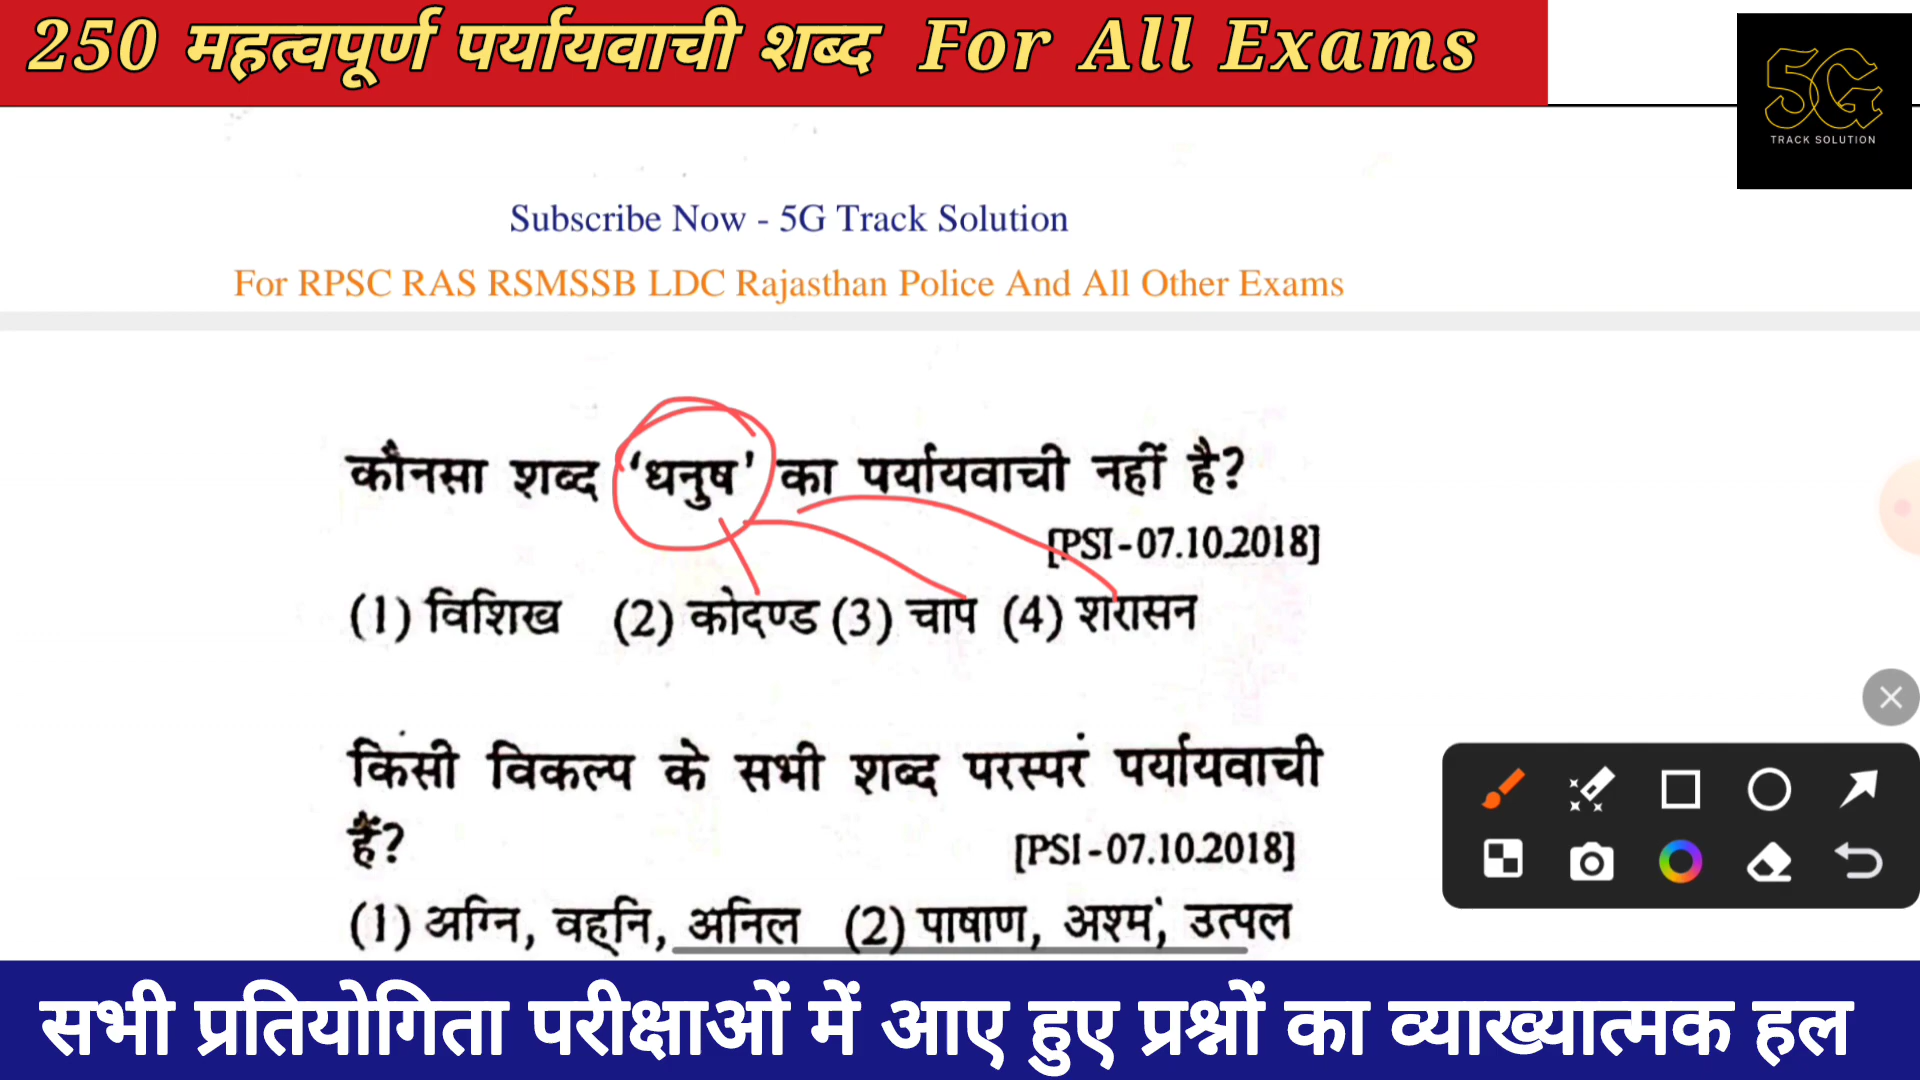 250 महत्वपूर्ण पर्यायवाची शब्द For All Exams
5G
TRACK SOLUTION
Subscribe Now - 5G Track Solution
For RPSC RAS RSMSSB LDC Rajasthan Police And All Other Exams
कौनसा शब्द ‘धनुष’ का पर्यायवाची नहीं है?
[PSI-07.10.2018]
(1) विशिख (2) कोदण्ड (3) चाप (4) शरासन
किसी विकल्प के सभी शब्द परस्पर पर्यायवाची
हैं?
[PSI-07.10.2018]
(1) अग्नि, वह्नि, अनिल (2) पाषाण, अश्म, उत्पल
सभी प्रतियोगिता परीक्षाओं में आए हुए प्रश्नों का व्याख्यात्मक हल